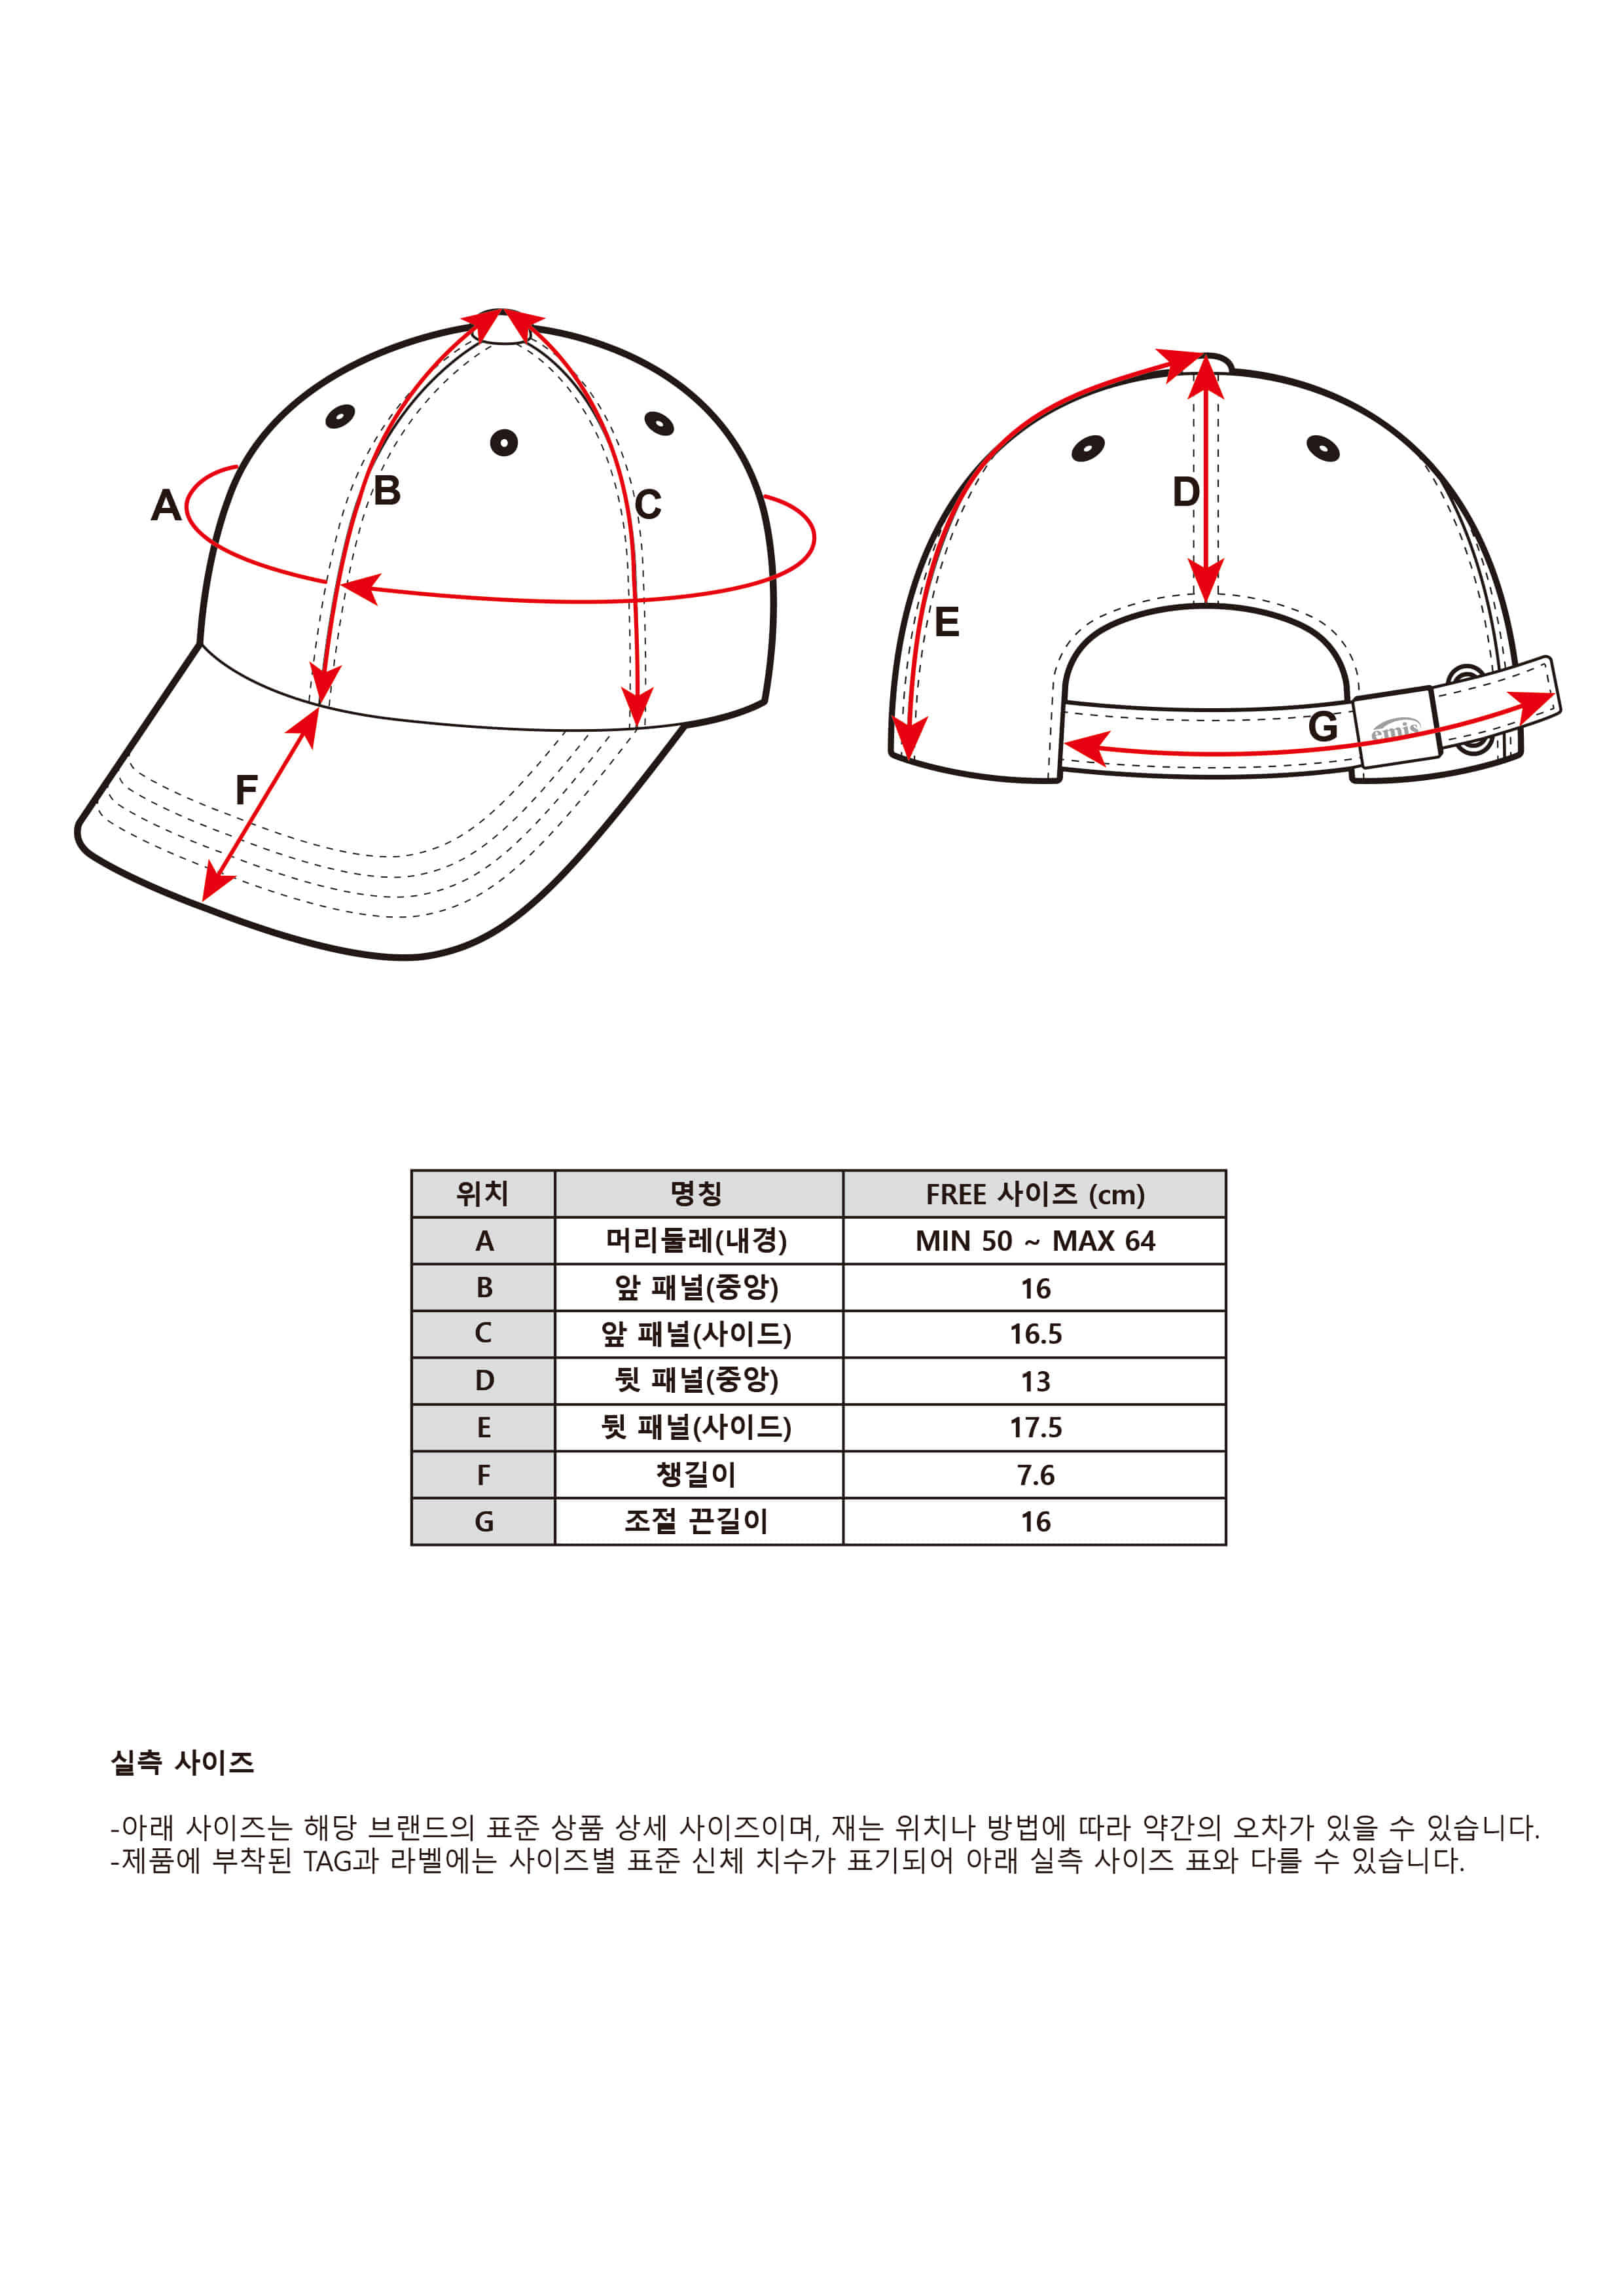 A
B
C
D
E
F
G
emis
위치 명칭 FREE 사이즈 (cm)
A 머리둘레(내경) MIN 50 ~ MAX 64
B 앞 패널(중앙) 16
C 앞 패널(사이드) 16.5
D 뒷 패널(중앙) 13
E 뒷 패널(사이드) 17.5
F 챙길이 7.6
G 조절 끈길이 16
실측 사이즈
-아래 사이즈는 해당 브랜드의 표준 상품 상세 사이즈이며, 재는 위치나 방법에 따라 약간의 오차가 있을 수 있습니다.
-제품에 부착된 TAG과 라벨에는 사이즈별 표준 신체 치수가 표기되어 아래 실측 사이즈 표와 다를 수 있습니다.